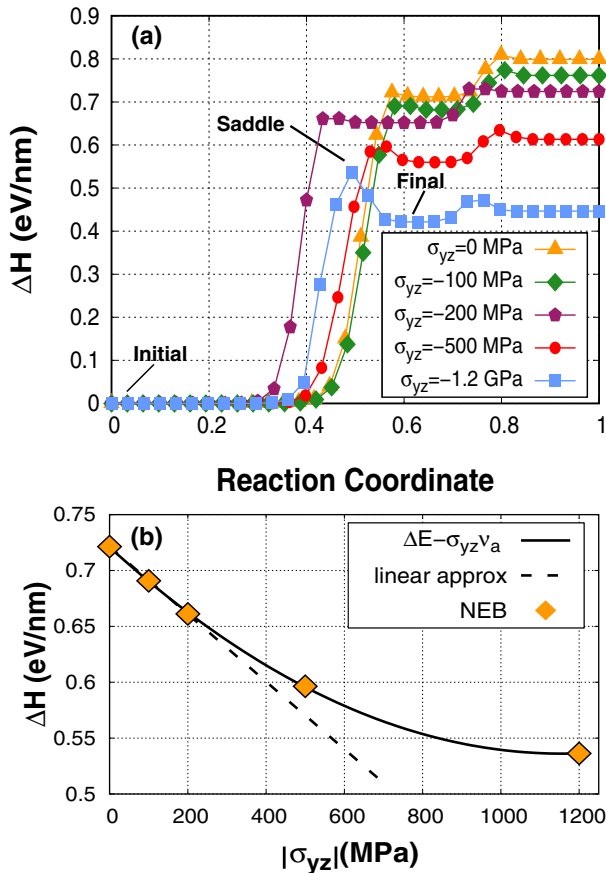 (a)
0.9
0.8
0.7
0.6
0.5
0.4
0.3
0.2
0.1
0
ΔH (eV/nm)
Saddle
Final
Initial
σyz=0 MPa
σyz=−100 MPa
σyz=−200 MPa
σyz=−500 MPa
σyz=−1.2 GPa
0 0.2 0.4 0.6 0.8 1
Reaction Coordinate
(b)
0.75
0.7
0.65
0.6
0.55
0.5
ΔH (eV/nm)
ΔE−σyzνa
linear approx
NEB
0 200 400 600 800 1000 1200
|σyz|(MPa)